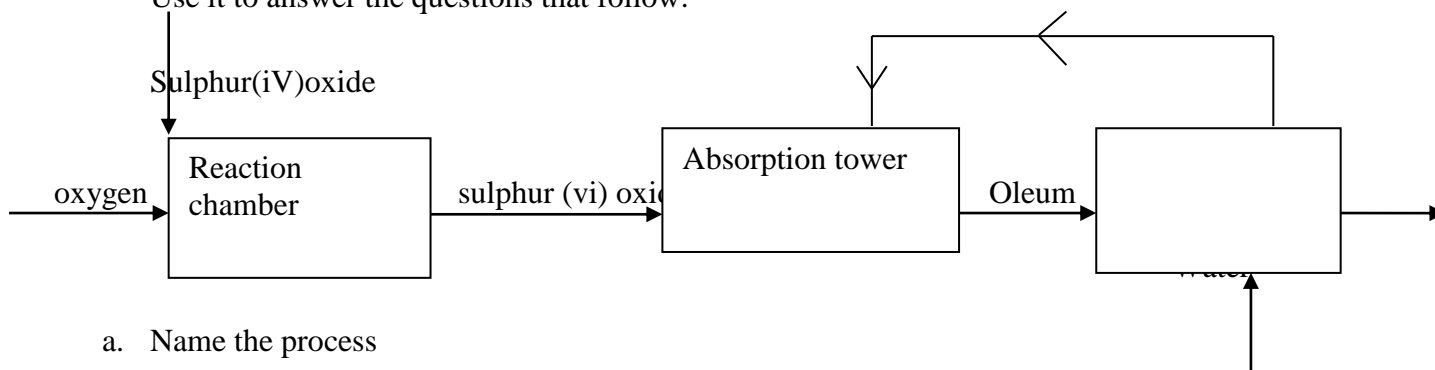 Use it to answer the questions that follow.
Sulphur(iV)oxide
Reaction
chamber
oxygen
sulphur (vi) oxid
Absorption tower
Oleum
Water
a. Name the process